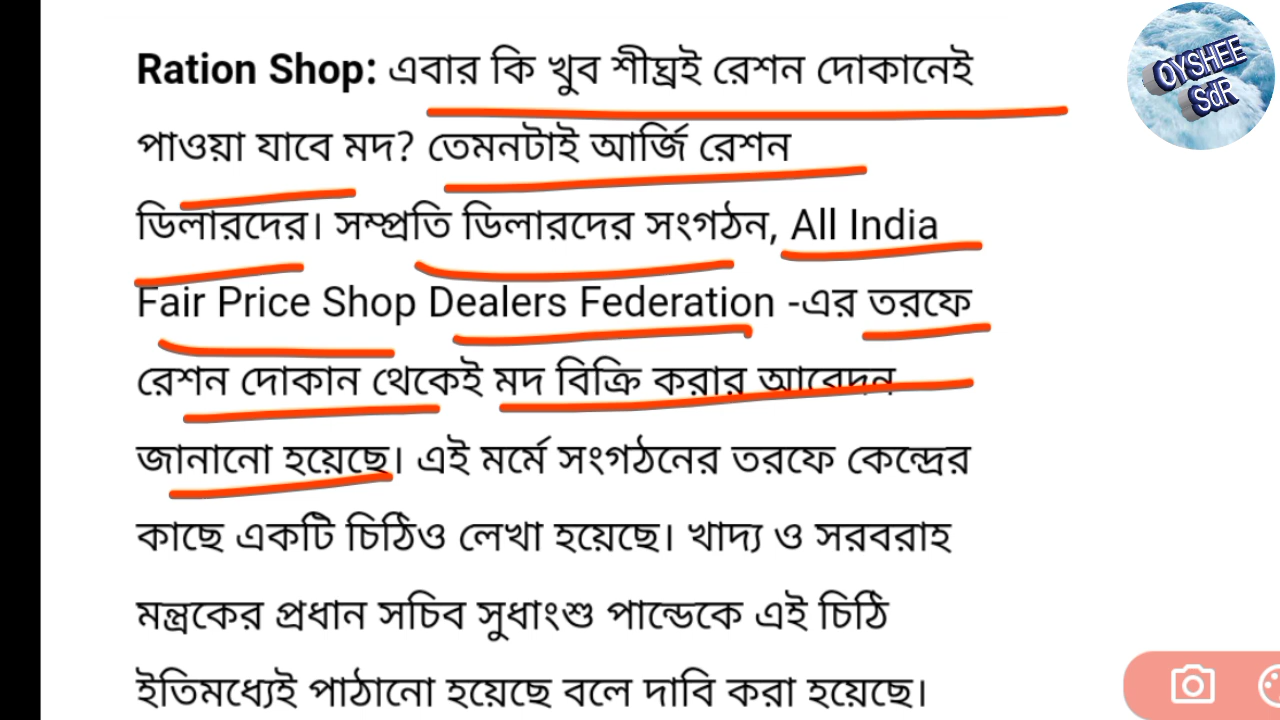 Ration Shop: এবার কি খুব শীঘ্রই রেশন দোকানেই
পাওয়া যাবে মদ? তেমনটাই আর্জি রেশন
ডিলারদের। সম্প্রতি ডিলারদের সংগঠন, All India
Fair Price Shop Dealers Federation -এর তরফে
রেশন দোকান থেকেই মদ বিক্রি করার আবেদন
জানানো হয়েছে। এই মর্মে সংগঠনের তরফে কেন্দ্রের
কাছে একটি চিঠিও লেখা হয়েছে। খাদ্য ও সরবরাহ
মন্ত্রকের প্রধান সচিব সুধাংশু পান্ডেকে এই চিঠি
ইতিমধ্যেই পাঠানো হয়েছে বলে দাবি করা হয়েছে।
OYSHEE
SdR